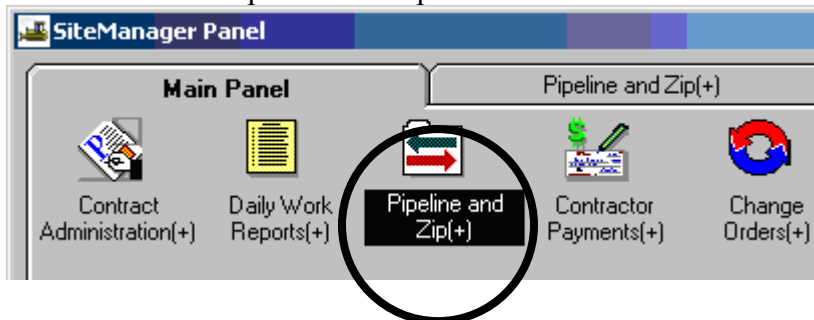 SiteManager Panel
Main Panel
Pipeline and Zip(+)
Contract
Administration(+)
Daily Work
Reports(+)
Pipeline and
Zip(+)
Contractor
Payments(+)
Change
Orders(+)